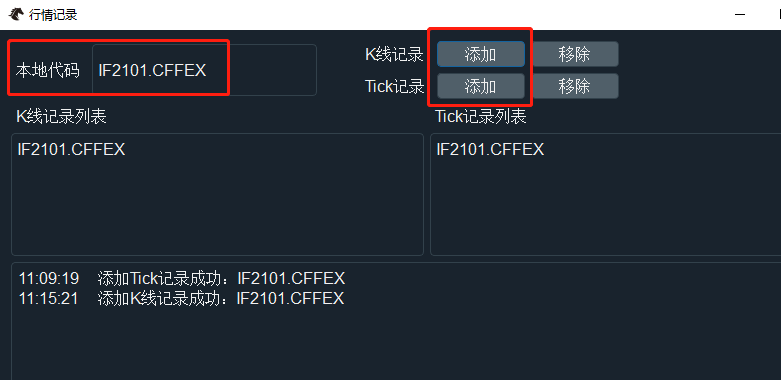 行情记录
本地代码 IF2101.CFFEX
K线记录 添加 移除
Tick记录 添加 移除
K线记录列表 Tick记录列表
IF2101.CFFEX IF2101.CFFEX
11:09:19 添加Tick记录成功：IF2101.CFFEX
11:15:21 添加K线记录成功：IF2101.CFFEX